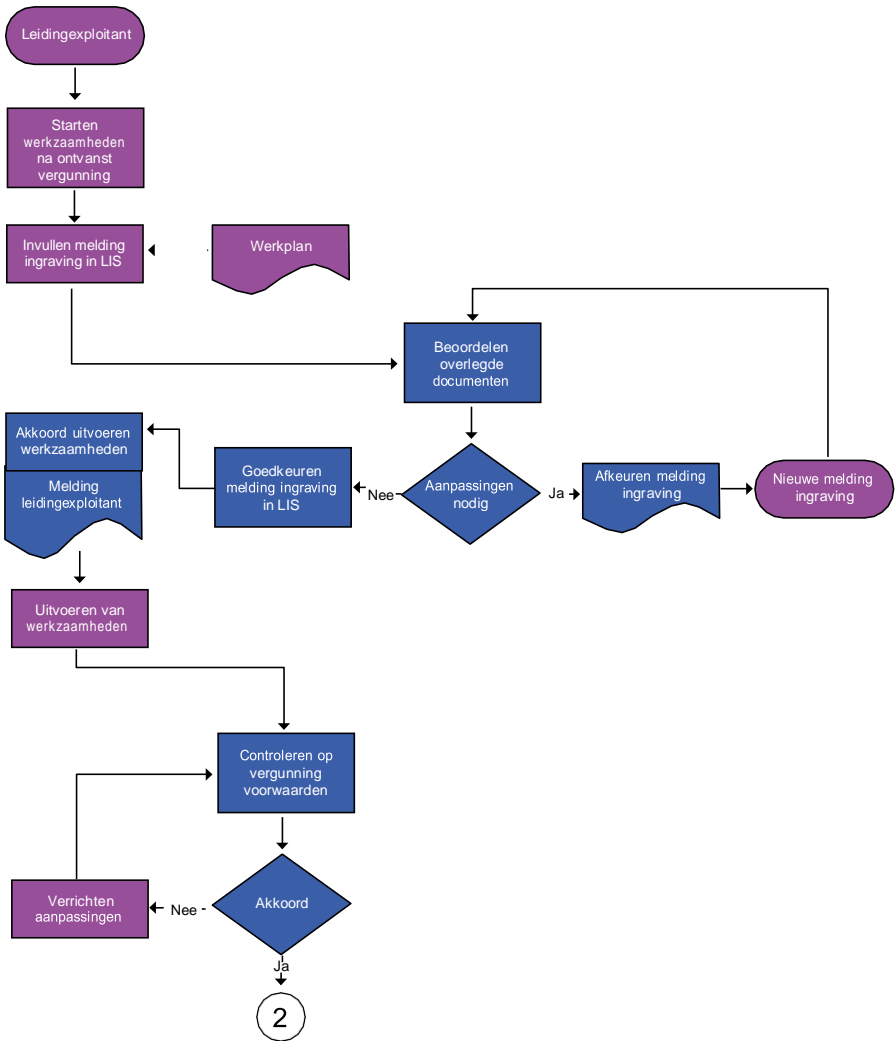 Leidingexploitant
Starten
werkzaamheden
na ontvanst
vergunning
Invullen melding
ingraving in LIS
Werkplan
Beoordelen
overlegde
documenten
Akkoord uitvoeren
werkzaamheden
Melding
leidingexploitant
Goedkeuren
melding ingraving
in LIS
Nee
Aanpassingen
nodig
Ja
Afkeuren melding
ingraving
Nieuwe melding
ingraving
Uitvoeren van
werkzaamheden
Controleren op
vergunning
voorwaarden
Verrichten
aanpassingen
Nee
Akkoord
Ja
2